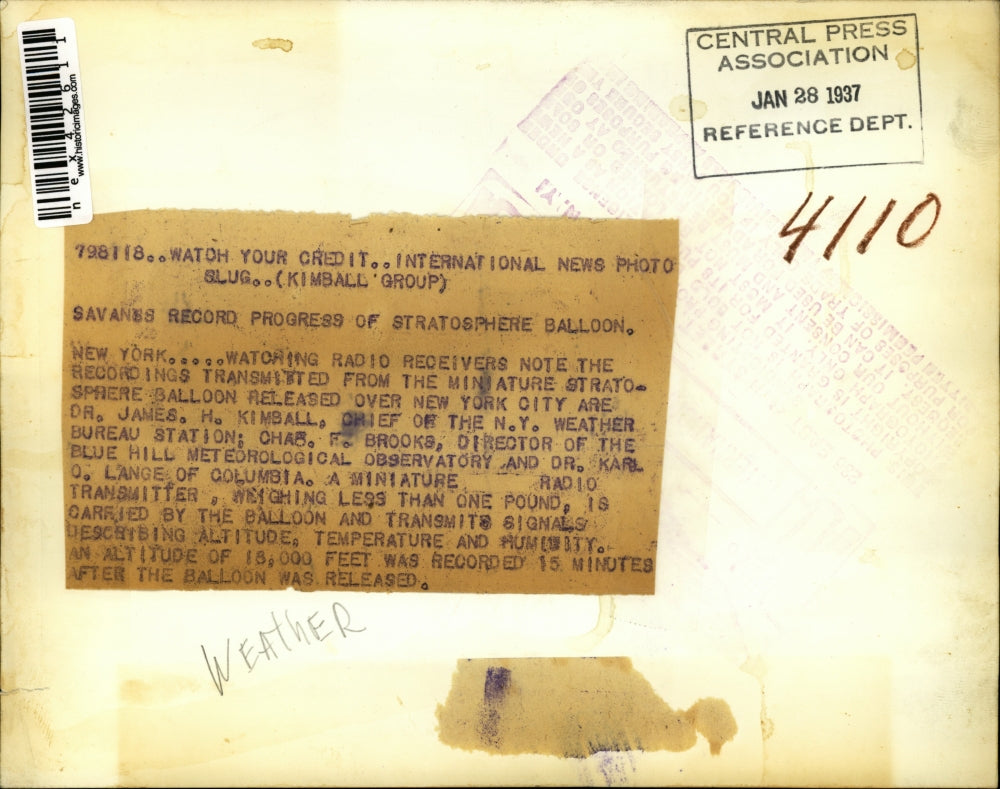 CENTRAL PRESS
ASSOCIATION
JAN 28 1937
REFERENCE DEPT.
4110
nex42611
www.historicimages.com
798118..WATCH YOUR CREDIT..INTERNATIONAL NEWS PHOTO
SLUG..(KIMBALL GROUP)
SAVANSS RECORD PROGRESS OF STRATOSPHERE BALLOON.
NEW YORK.....WATCHING RADIO RECEIVERS NOTE THE
RECORDINGS TRANSMITTED FROM THE MINIATURE STRATO-
SPHERE BALLOON RELEASED OVER NEW YORK CITY ARE
DR. JAMES. H. KIMBALL, CHIEF OF THE N.Y. WEATHER
BUREAU STATION; CHAS. F. BROOKS, DIRECTOR OF THE
BLUE HILL METEOROLOGICAL OBSERVATORY AND DR. KARL
O. LANGE OF COLUMBIA. A MINIATURE RADIO
TRANSMITTER , WEIGHING LESS THAN ONE POUND, IS
CARRIED BY THE BALLOON AND TRANSMITS SIGNALS
DESCRIBING ALTITUDE, TEMPERATURE AND HUMIDITY.
AN ALTITUDE OF 18,000 FEET WAS RECORDED 15 MINUTES
AFTER THE BALLOON WAS RELEASED.
WEATHER